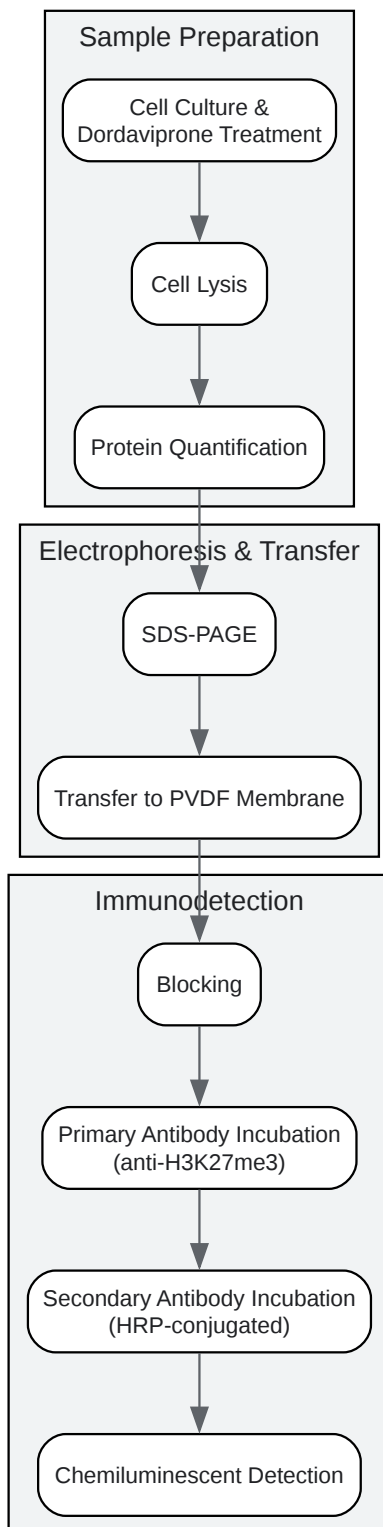 Sample Preparation
Cell Culture &
Dordaviprone Treatment
Cell Lysis
Protein Quantification
Electrophoresis & Transfer
SDS-PAGE
Transfer to PVDF Membrane
Immunodetection
Blocking
Primary Antibody Incubation
(anti-H3K27me3)
Secondary Antibody Incubation
(HRP-conjugated)
Chemiluminescent Detection